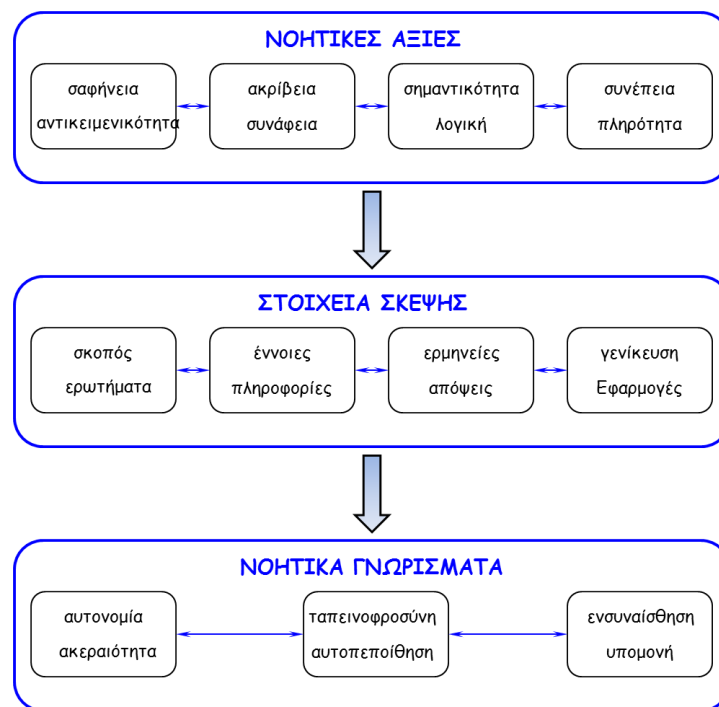 ΝΟΗΤΙΚΕΣ ΑΞΙΕΣ
σαφήνεια
αντικειμενικότητα
ακρίβεια
συνάφεια
σημαντικότητα
λογική
συνέπεια
πληρότητα
ΣΤΟΙΧΕΙΑ ΣΚΕΨΗΣ
σκοπός
ερωτήματα
έννοιες
πληροφορίες
ερμηνείες
απόψεις
γενίκευση
Εφαρμογές
ΝΟΗΤΙΚΑ ΓΝΩΡΙΣΜΑΤΑ
αυτονομία
ακεραιότητα
ταπεινοφροσύνη
αυτοπεποίθηση
ενσυναίσθηση
υπομονή